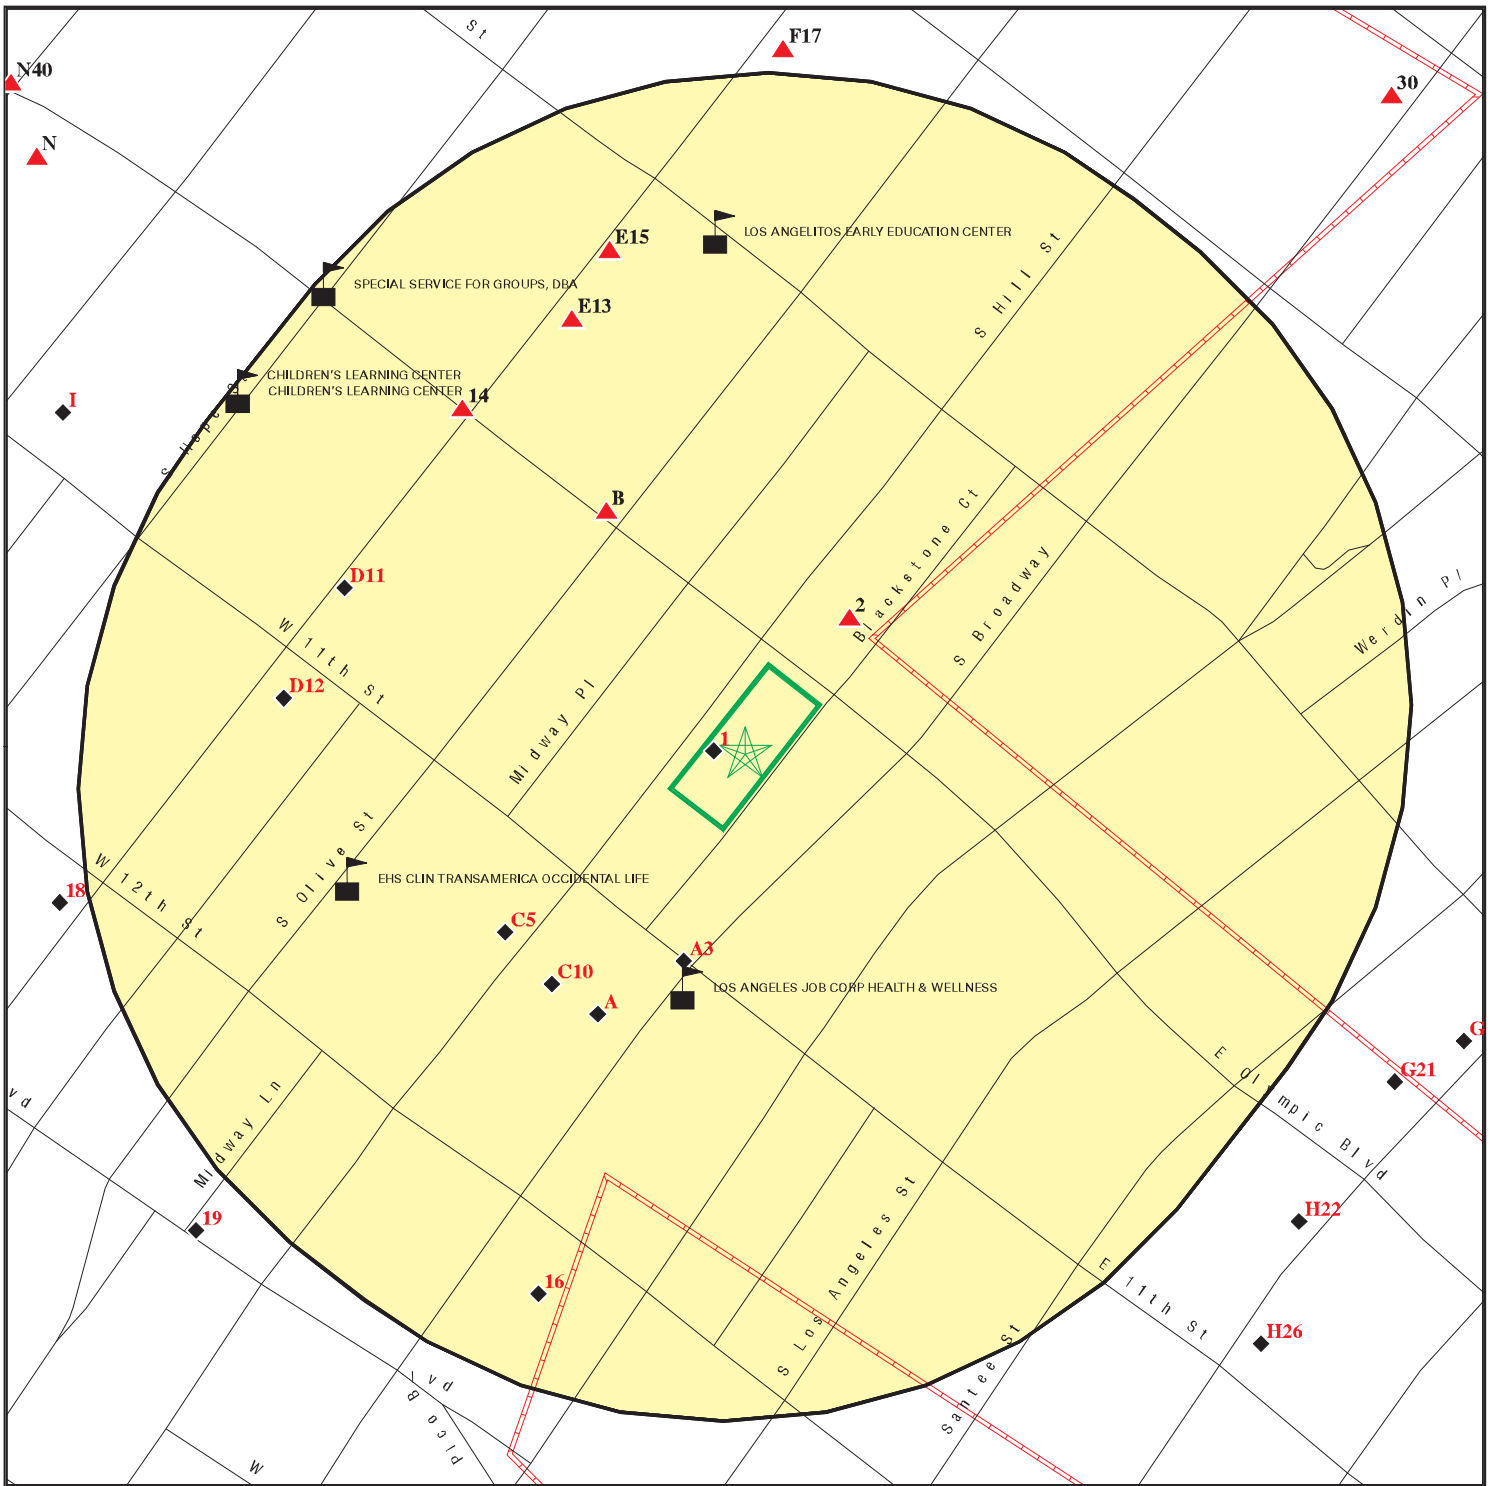 St
F17
N40
30
N
LOS ANGELITOS EARLY EDUCATION CENTER
E15
S Hill St
SPECIAL SERVICE FOR GROUPS, DBA
E13
CHILDREN'S LEARNING CENTER
CHILDREN'S LEARNING CENTER
14
I
S Hope St
B
Blackstone Ct
D11
2
S Broadway
Werdin Pl
W 11th St
D12
Midway Pl
1
S Olive St
W 12th St
18
EHS CLIN TRANSAMERICA OCCIDENTAL LIFE
C5
A3
C10
LOS ANGELES JOB CORP HEALTH & WELLNESS
A
G
G21
E Olympic Blvd
vd
Midway Ln
19
H22
S Los Angeles St
E 11th St
16
H26
Santee St
Pico Blvd
W